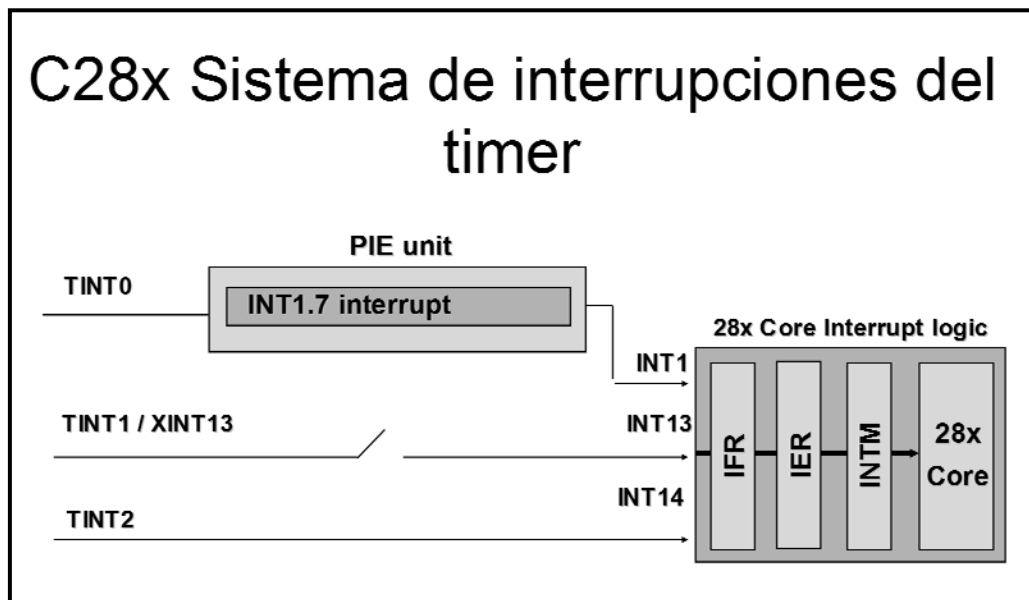 C28x Sistema de interrupciones del
timer
PIE unit
TINT0
INT1.7 interrupt
28x Core Interrupt logic
INT1
TINT1 / XINT13
INT13
INT14
TINT2
IFR
IER
INTM
28x
Core